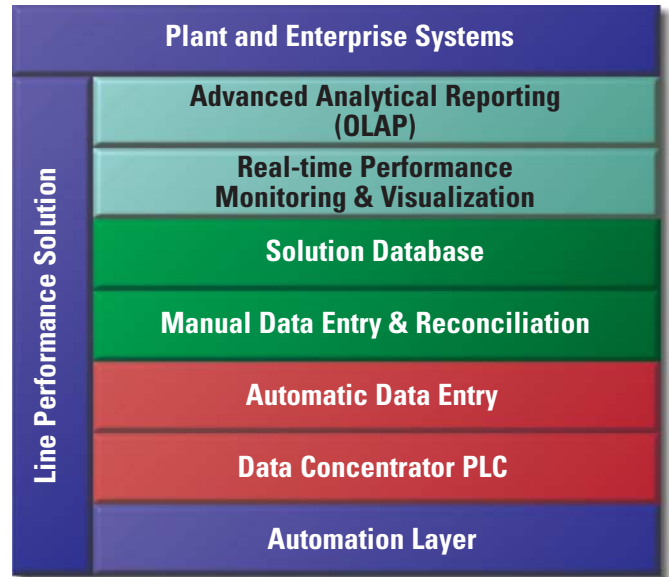 Plant and Enterprise Systems
Line Performance Solution
Advanced Analytical Reporting
(OLAP)
Real-time Performance
Monitoring & Visualization
Solution Database
Manual Data Entry & Reconciliation
Automatic Data Entry
Data Concentrator PLC
Automation Layer